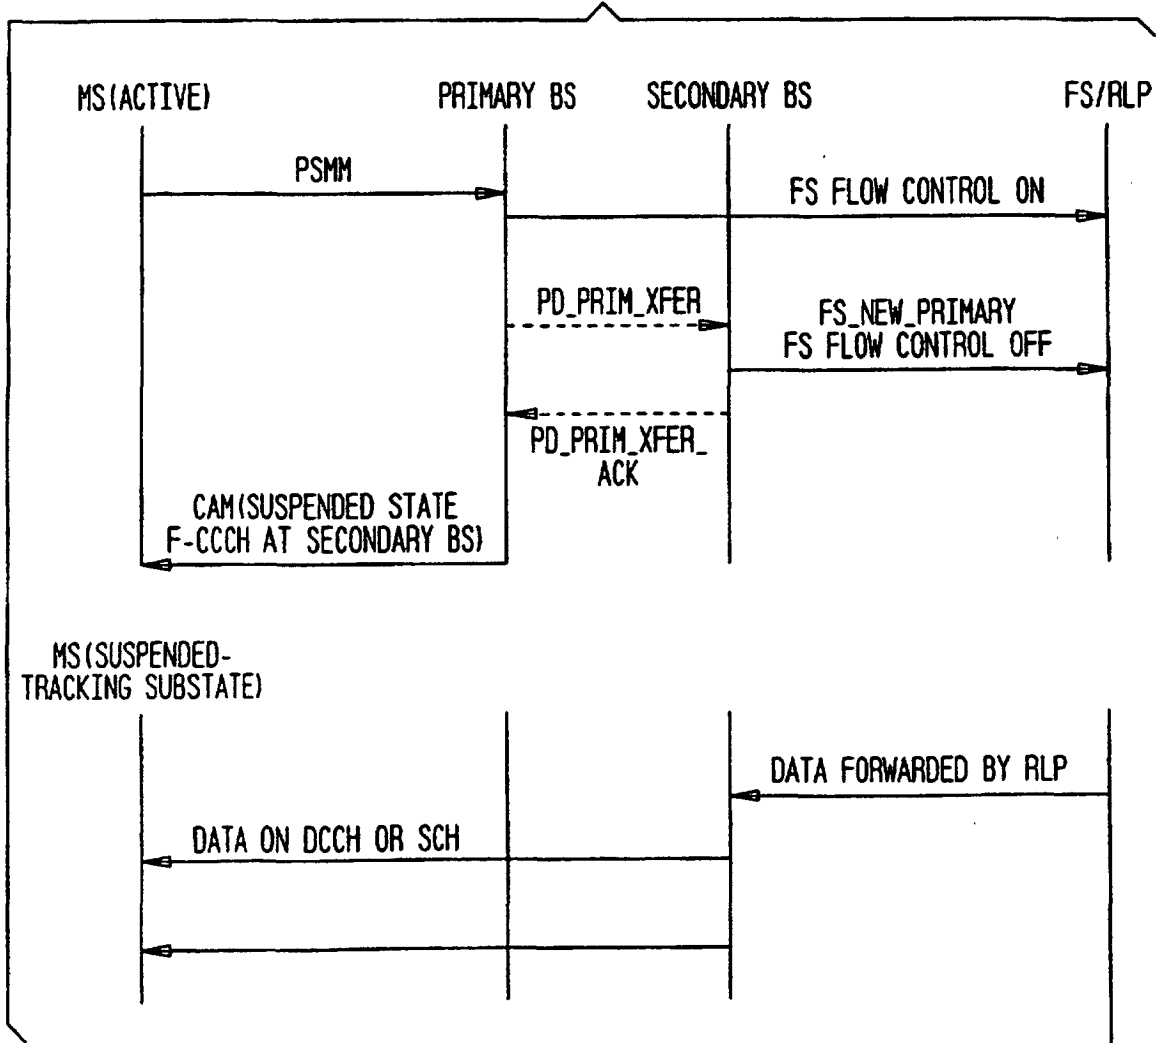 MS(ACTIVE)
PRIMARY BS
SECONDARY BS
FS/RLP
PSMM
FS FLOW CONTROL ON
PD_PRIM_XFER
FS_NEW_PRIMARY
FS FLOW CONTROL OFF
PD_PRIM_XFER_
ACK
CAM(SUSPENDED STATE
F-CCCH AT SECONDARY BS)
MS(SUSPENDED-
TRACKING SUBSTATE)
DATA FORWARDED BY RLP
DATA ON DCCH OR SCH